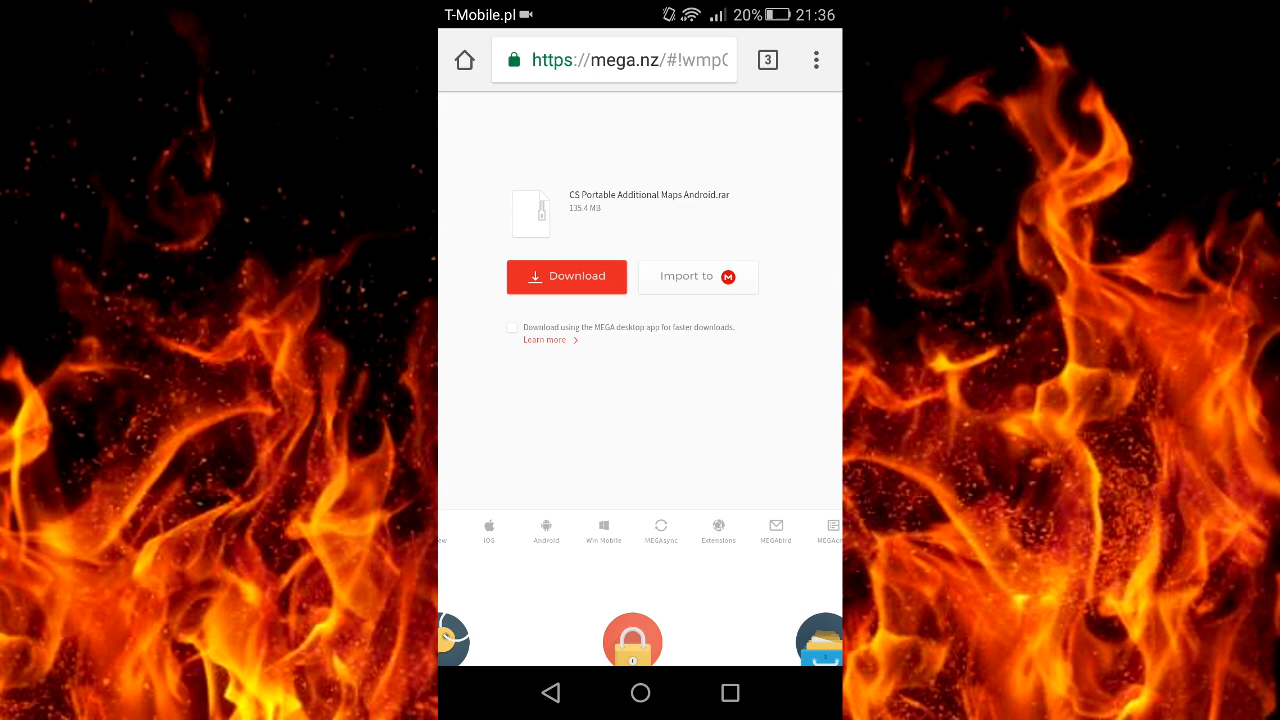 T-Mobile.pl
20%
21:36
https://mega.nz/#!wmp
3
CS Portable Additional Maps Android.rar
135.4 MB
Download
Import to M
Download using the MEGA desktop app for faster downloads.
Learn more
ew
iOS
Android
Win Mobile
MEGAsync
Extensions
MEGAbird
MEGAc